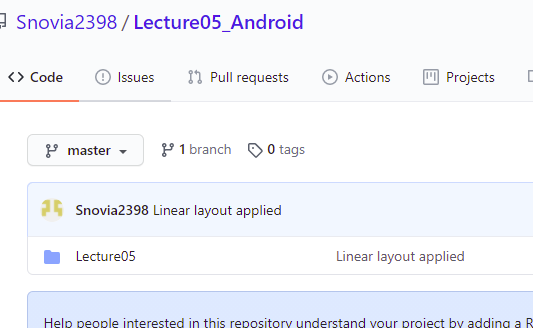 Snovia2398 / Lecture05_Android
Code Issues Pull requests Actions Projects
master 1 branch 0 tags
Snovia2398 Linear layout applied
Lecture05 Linear layout applied
Help people interested in this repository understand your project by adding a